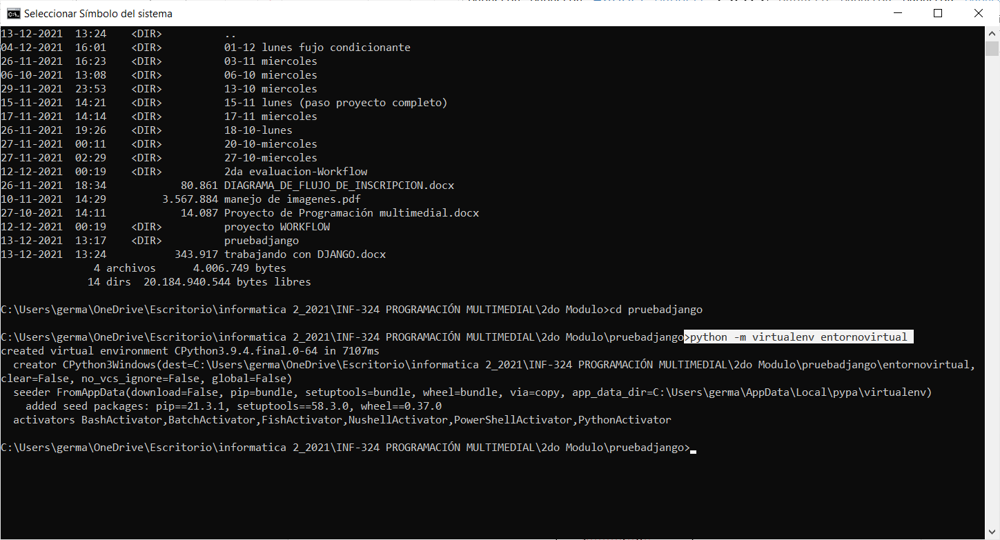 Seleccionar Símbolo del sistema
13-12-2021  13:24    <DIR>          ..
04-12-2021  16:01    <DIR>          01-12 lunes fujo condicionante
26-11-2021  16:23    <DIR>          03-11 miercoles
06-10-2021  13:08    <DIR>          06-10 miercoles
29-11-2021  23:53    <DIR>          13-10 miercoles
15-11-2021  14:21    <DIR>          15-11 lunes (paso proyecto completo)
17-11-2021  14:14    <DIR>          17-11 miercoles
26-11-2021  19:26    <DIR>          18-10-lunes
27-11-2021  00:11    <DIR>          20-10-miercoles
27-11-2021  02:29    <DIR>          27-10-miercoles
12-12-2021  00:19    <DIR>          2da evaluacion-Workflow
26-11-2021  18:34            80.861 DIAGRAMA_DE_FLUJO_DE_INSCRIPCION.docx
10-11-2021  14:29         3.567.884 manejo de imagenes.pdf
27-10-2021  14:11            14.087 Proyecto de Programación multimedial.docx
12-12-2021  00:19    <DIR>          proyecto WORKFLOW
13-12-2021  13:17    <DIR>          pruebadjango
13-12-2021  13:24           343.917 trabajando con DJANGO.docx
               4 archivos      4.006.749 bytes
              14 dirs  20.184.940.544 bytes libres
C:\Users\germa\OneDrive\Escritorio\informatica 2_2021\INF-324 PROGRAMACIÓN MULTIMEDIAL\2do Modulo>cd pruebadjango
C:\Users\germa\OneDrive\Escritorio\informatica 2_2021\INF-324 PROGRAMACIÓN MULTIMEDIAL\2do Modulo\pruebadjango>python -m virtualenv entornovirtual
created virtual environment CPython3.9.4.final.0-64 in 7107ms
  creator CPython3Windows(dest=C:\Users\germa\OneDrive\Escritorio\informatica 2_2021\INF-324 PROGRAMACIÓN MULTIMEDIAL\2do Modulo\pruebadjango\entornovirtual,
clear=False, no_vcs_ignore=False, global=False)
  seeder FromAppData(download=False, pip=bundle, setuptools=bundle, wheel=bundle, via=copy, app_data_dir=C:\Users\germa\AppData\Local\pypa\virtualenv)
    added seed packages: pip==21.3.1, setuptools==58.3.0, wheel==0.37.0
  activators BashActivator,BatchActivator,FishActivator,NushellActivator,PowerShellActivator,PythonActivator
C:\Users\germa\OneDrive\Escritorio\informatica 2_2021\INF-324 PROGRAMACIÓN MULTIMEDIAL\2do Modulo\pruebadjango>